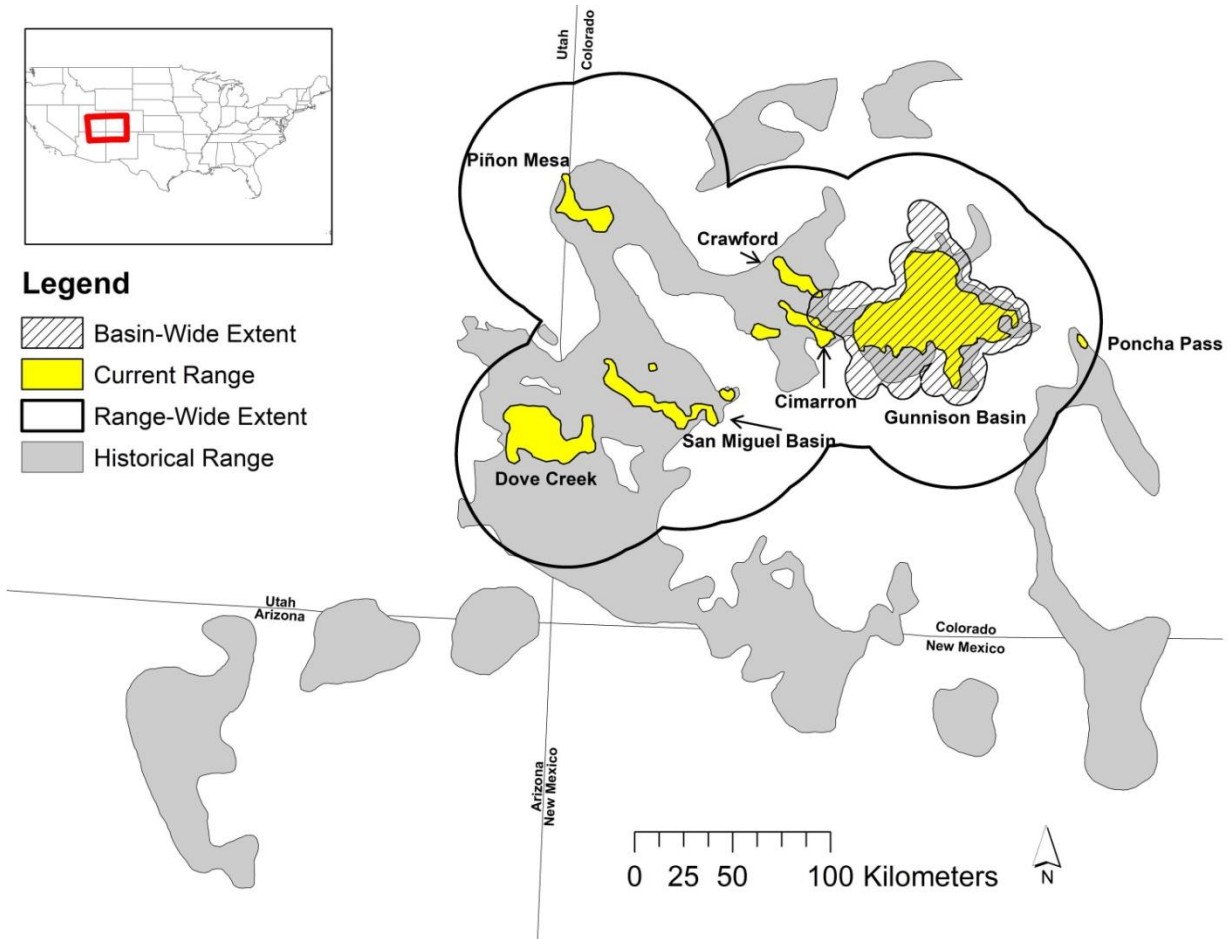 Utah
Colorado
Piñon Mesa
Crawford
Legend
Basin-Wide Extent
Current Range
Range-Wide Extent
Historical Range
Poncha Pass
Cimarron
Gunnison Basin
San Miguel Basin
Dove Creek
Utah
Arizona
Colorado
New Mexico
Arizona
New Mexico
0 25 50 100 Kilometers
N